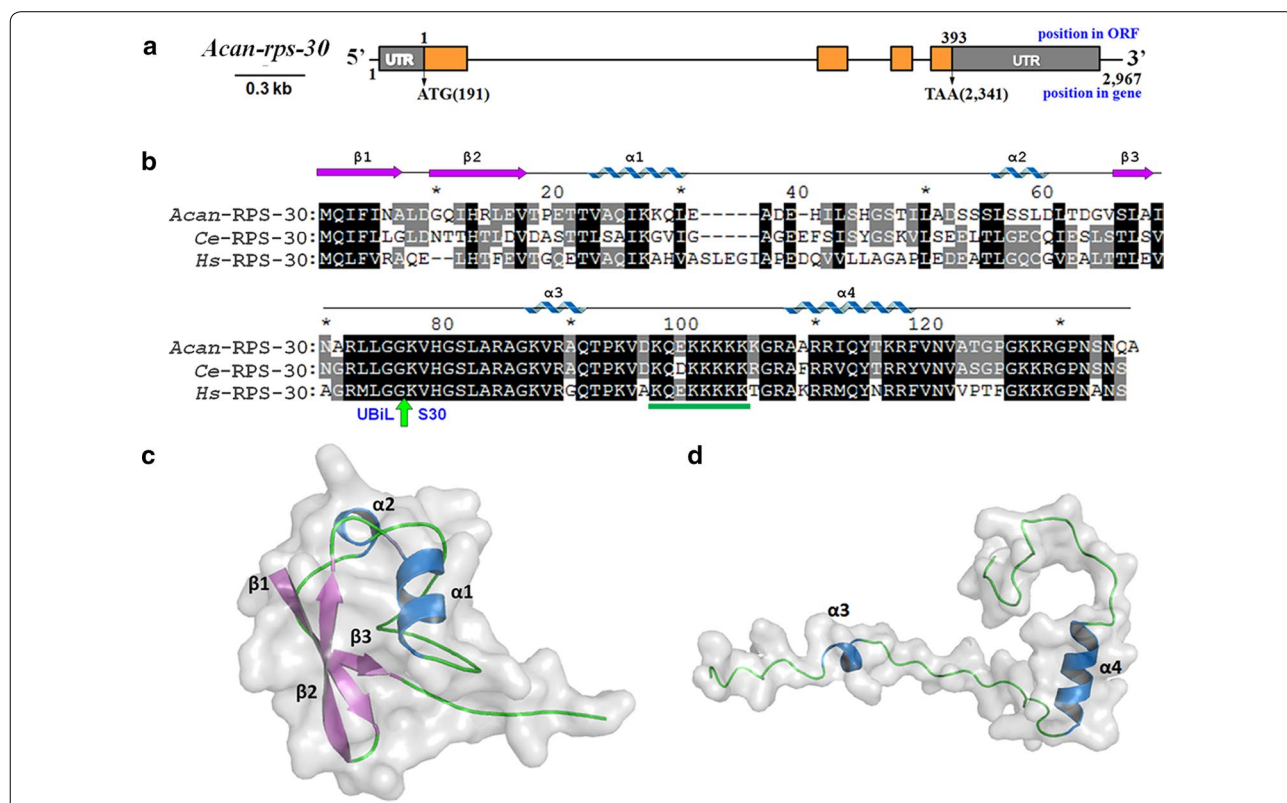 a
Acan-rps-30
0.3 kb
5’
1
UTR
1
ATG(191)
393
position in ORF
UTR
3’
2,967
TAA(2,341)
position in gene
b
β1 β2 α1 α2 β3
* 20 * 40 * 60
Acan-RPS-30:MQIFINALDGQIHRLEVTPETTVAQIKKQLE-----ADE-HILSHGSTILADSSSLSSLDLTDGVSLAI
Ce-RPS-30:MQIFLLGLDNTTHTLDVDASTTLSAIKGVIG-----AGEEFSISYGSKVLSEELTLGECQIESLSTLSV
Hs-RPS-30:MQLFVRAQE--LHTFEVTGQETVAQIKAHVASLEGIAPEDQVVLLAGAPLEDEATLGQCGVEALTTLEV
α3 α4
* 80 * 100 * 120 *
Acan-RPS-30:NARLLGGKVHGSLARAGKVRAQTPKVDKQEKKKKKKGRAARRIQYTKRFVNVATGPGKKRGPNSNQA
Ce-RPS-30:NGRLLGGKVHGSLARAGKVRAQTPKVDKQDKKKKKRGRAFRRVQYTRRYVNVASGPGKKRGPNSNS
Hs-RPS-30:AGRMLGGKVHGSLARAGKVRGQTPKVAKQEKKKKKTGRAKRRMQYNRRFVNVVPTFGKKKGPNANS
UBiL S30
c
α2
β1
α1
β3
β2
d
α3
α4